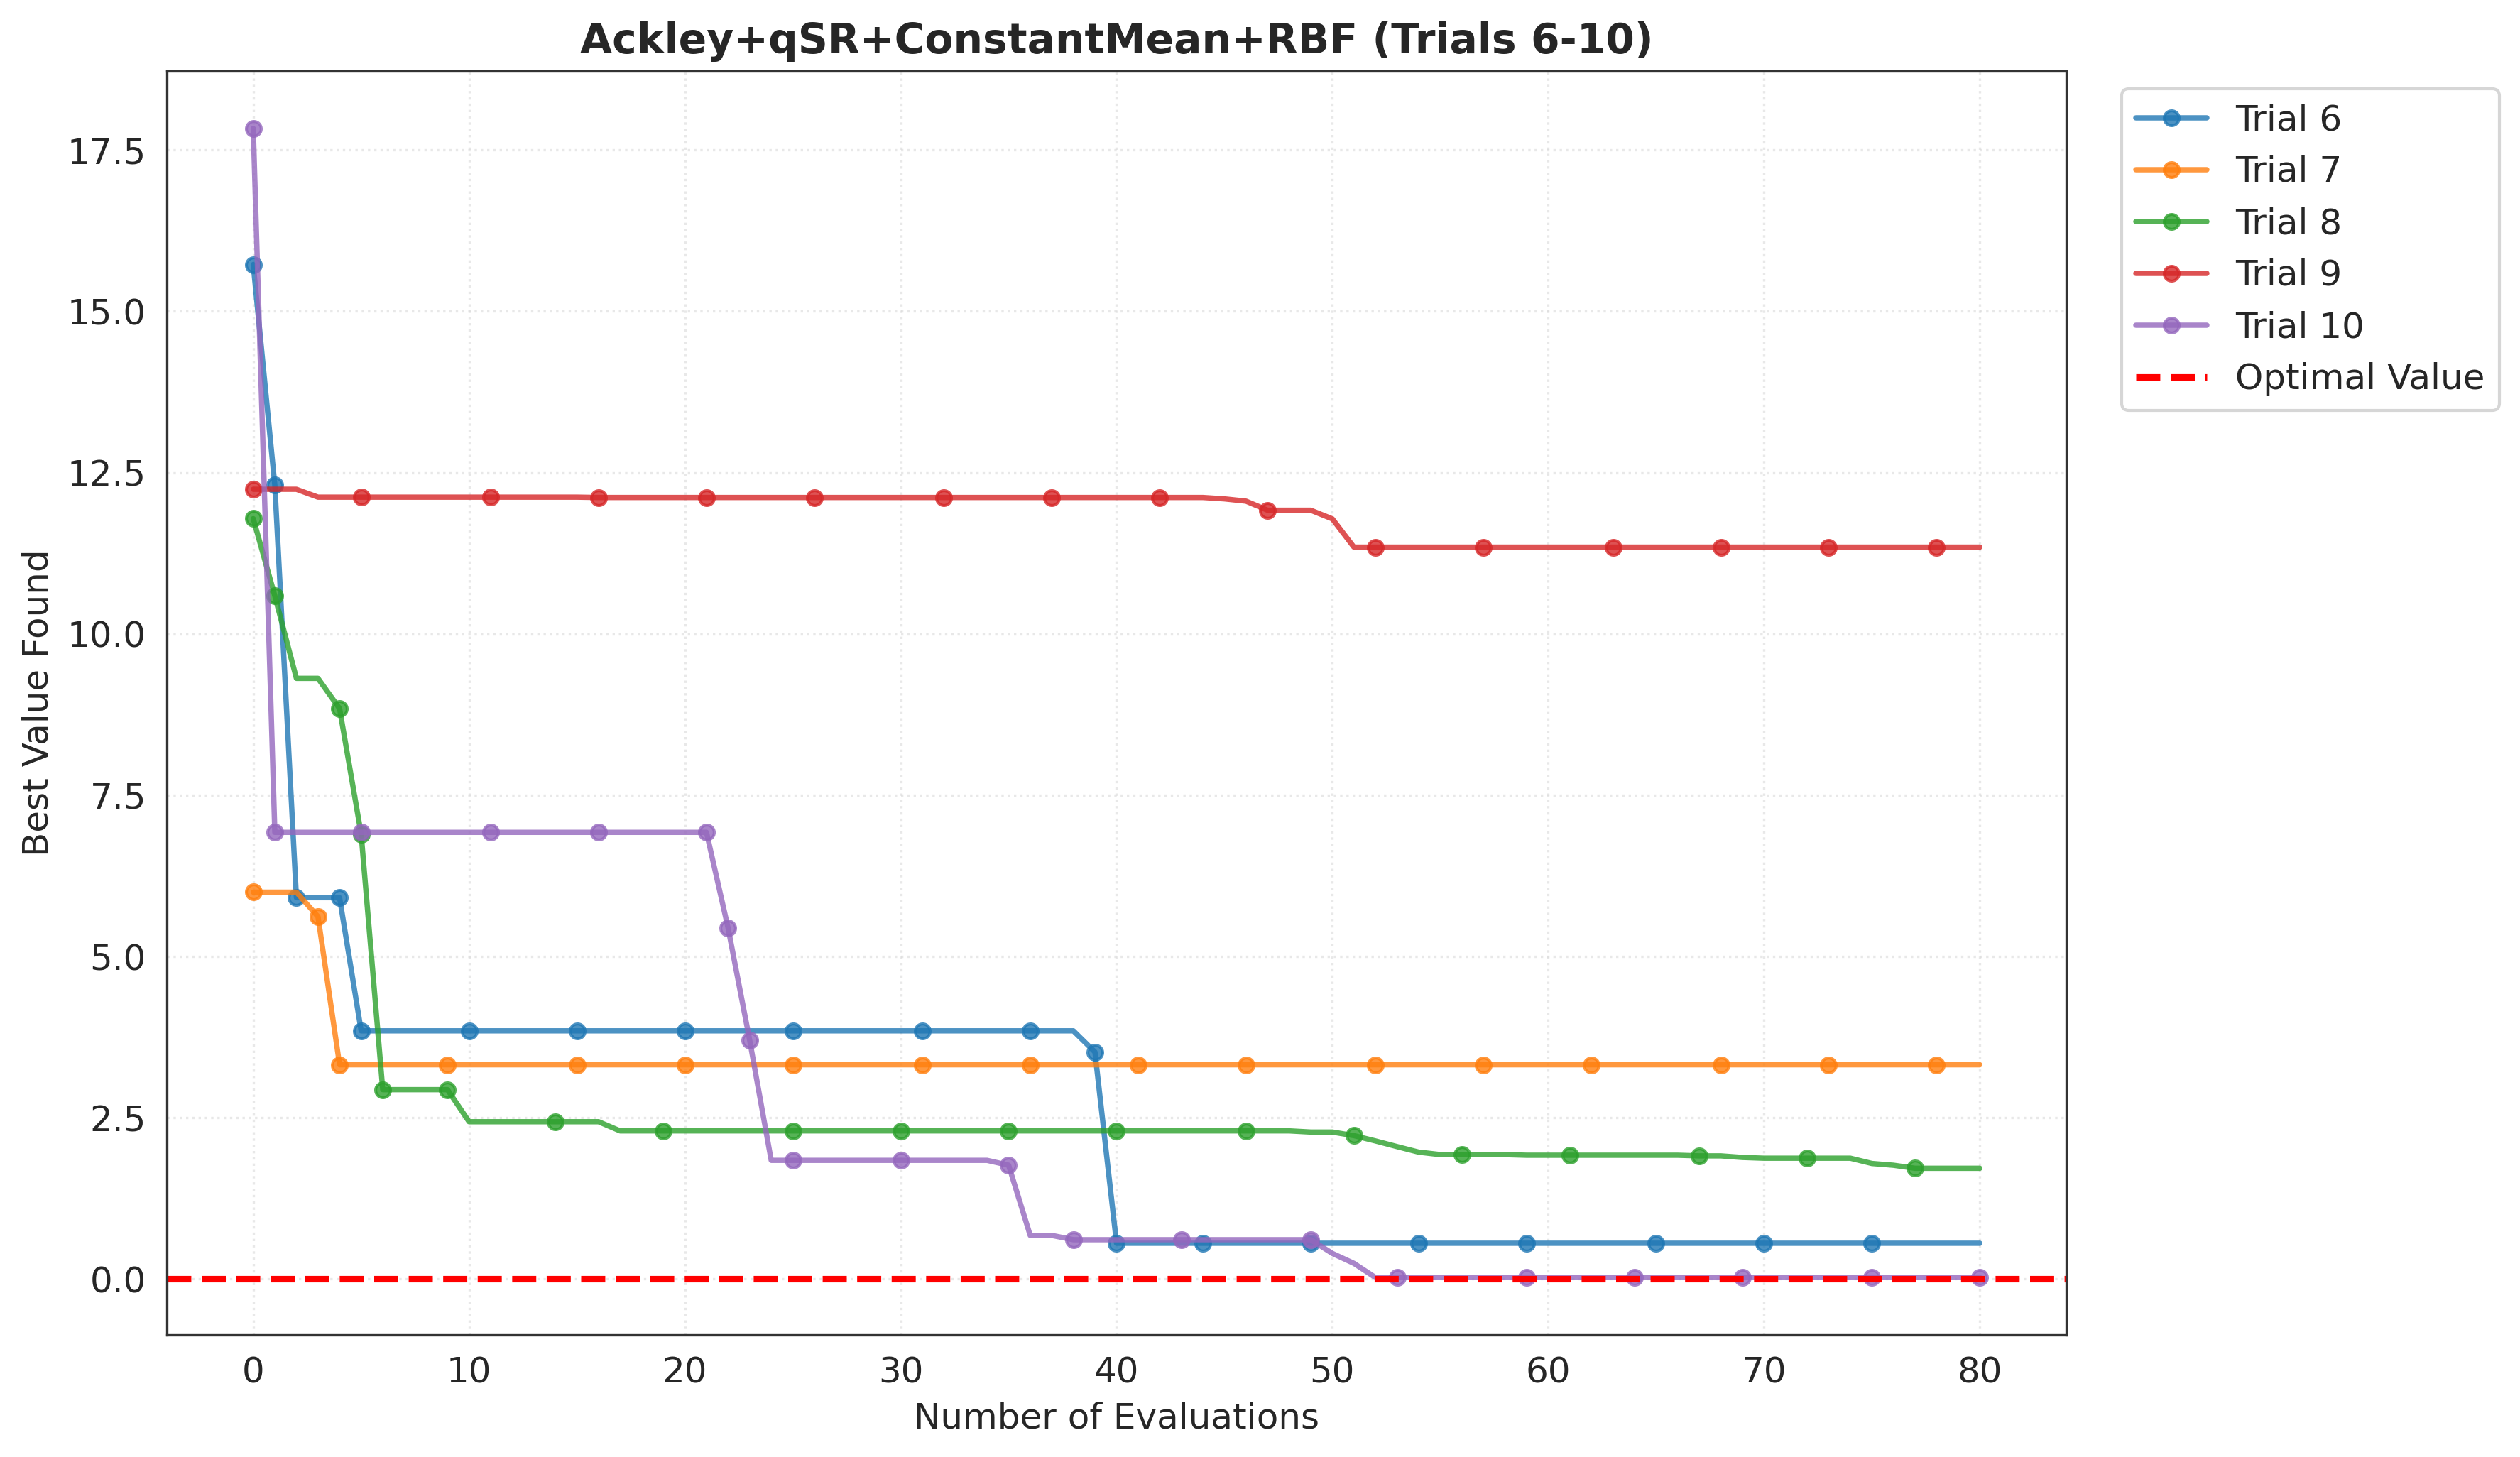 Ackley+qSR+ConstantMean+RBF (Trials 6-10)
Best Value Found
17.5
15.0
12.5
10.0
7.5
5.0
2.5
0.0
0 10 20 30 40 50 60 70 80
Number of Evaluations
Trial 6
Trial 7
Trial 8
Trial 9
Trial 10
Optimal Value